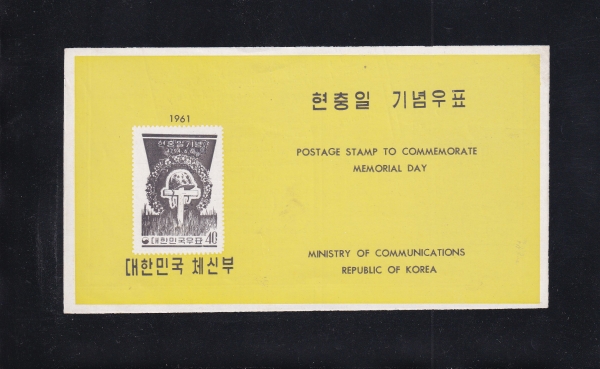 1961
현충일기념
대한민국우표 40
대한민국 체신부
현충일 기념우표
POSTAGE STAMP TO COMMEMORATE
MEMORIAL DAY
MINISTRY OF COMMUNICATIONS
REPUBLIC OF KOREA